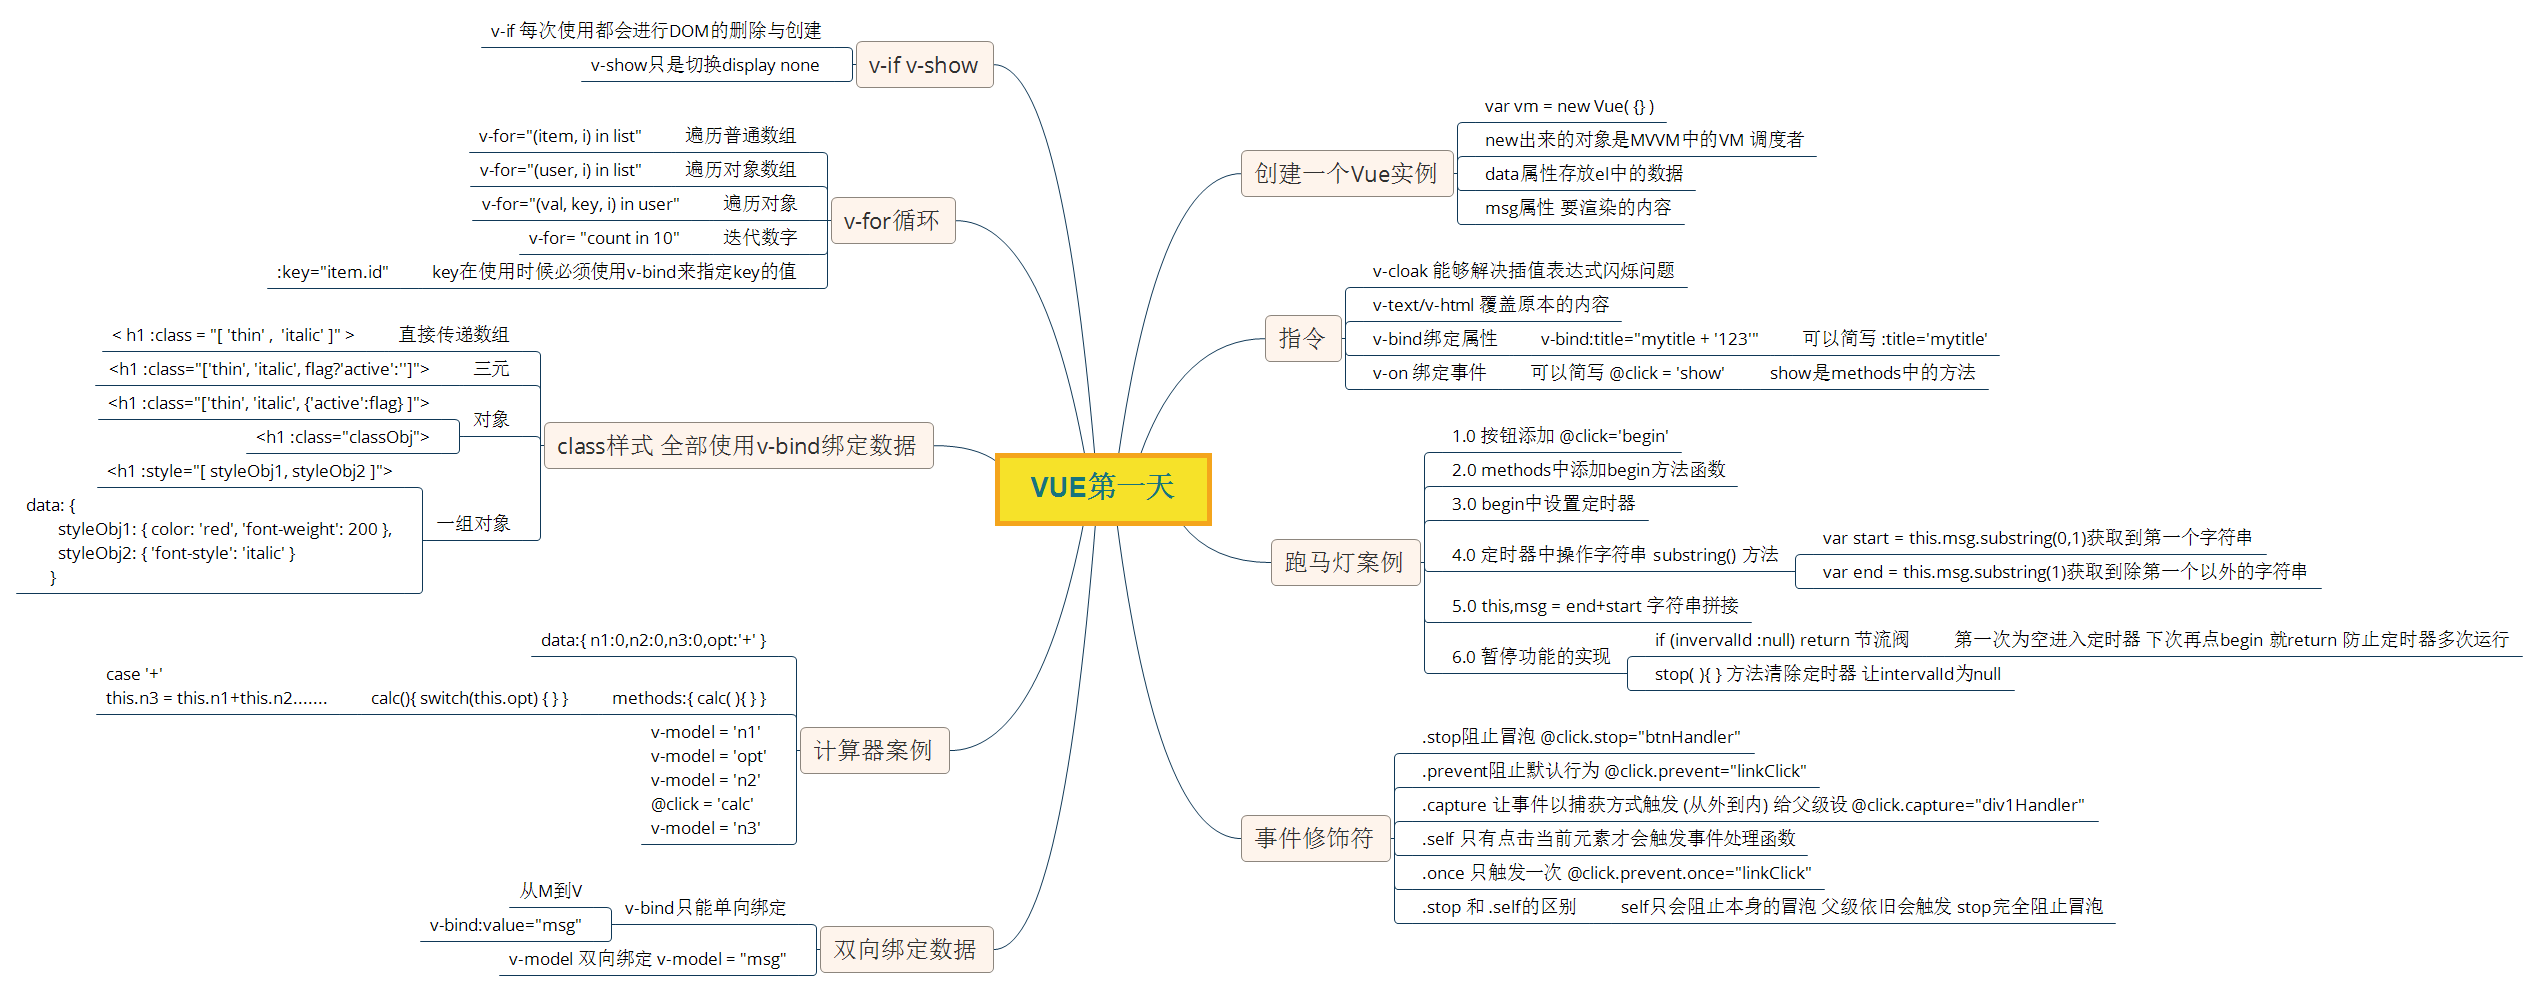 VUE第一天
创建一个Vue实例
var vm = new Vue( {} )
new出来的对象是MVVM中的VM 调度者
data属性存放el中的数据
msg属性 要渲染的内容
指令
v-cloak 能够解决插值表达式闪烁问题
v-text/v-html 覆盖原本的内容
v-bind绑定属性 v-bind:title="mytitle + '123'" 可以简写 :title='mytitle'
v-on 绑定事件 可以简写 @click = 'show' show是methods中的方法
跑马灯案例
1.0 按钮添加 @click='begin'
2.0 methods中添加begin方法函数
3.0 begin中设置定时器
4.0 定时器中操作字符串 substring() 方法
var start = this.msg.substring(0,1)获取到第一个字符串
var end = this.msg.substring(1)获取到除第一个以外的字符串
5.0 this,msg = end+start 字符串拼接
6.0 暂停功能的实现
if (invervalId :null) return 节流阀 第一次为空进入定时器 下次再点begin 就return 防止定时器多次运行
stop( ){ } 方法清除定时器 让intervalId为null
事件修饰符
.stop阻止冒泡 @click.stop="btnHandler"
.prevent阻止默认行为 @click.prevent="linkClick"
.capture 让事件以捕获方式触发 (从外到内) 给父级设 @click.capture="div1Handler"
.self 只有点击当前元素才会触发事件处理函数
.once 只触发一次 @click.prevent.once="linkClick"
.stop 和 .self的区别 self只会阻止本身的冒泡 父级依旧会触发 stop完全阻止冒泡
v-if v-show
v-if 每次使用都会进行DOM的删除与创建
v-show只是切换display none
v-for循环
v-for="(item, i) in list" 遍历普通数组
v-for="(user, i) in list" 遍历对象数组
v-for="(val, key, i) in user" 遍历对象
v-for= "count in 10" 迭代数字
:key="item.id" key在使用时候必须使用v-bind来指定key的值
class样式 全部使用v-bind绑定数据
< h1 :class = "[ 'thin' , 'italic' ]" > 直接传递数组
<h1 :class="['thin', 'italic', flag?'active':'']"> 三元
对象
<h1 :class="['thin', 'italic', {'active':flag} ]">
<h1 :class="classObj">
一组对象
<h1 :style="[ styleObj1, styleObj2 ]">
data: {
styleObj1: { color: 'red', 'font-weight': 200 },
styleObj2: { 'font-style': 'italic' }
}
计算器案例
data:{ n1:0,n2:0,n3:0,opt:'+' }
case '+'
this.n3 = this.n1+this.n2....... calc(){ switch(this.opt) { } } methods:{ calc( ){ } }
v-model = 'n1'
v-model = 'opt'
v-model = 'n2'
@click = 'calc'
v-model = 'n3'
双向绑定数据
v-bind只能单向绑定
从M到V
v-bind:value="msg"
v-model 双向绑定 v-model = "msg"